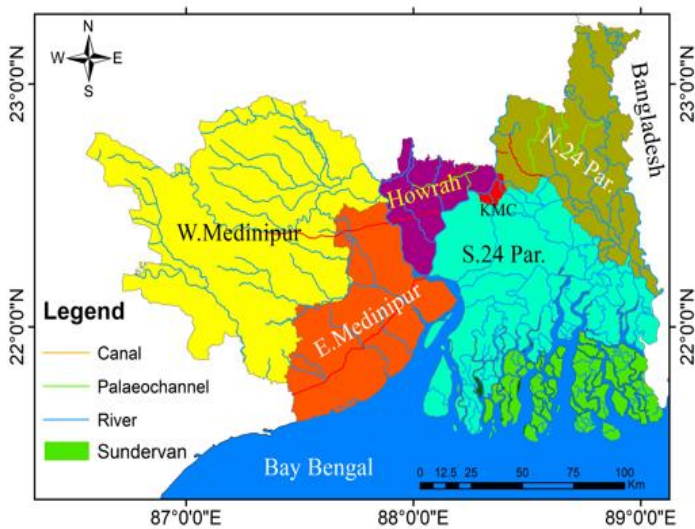 N
W E
S
23°0'0"N
23°0'0"N
Bangladesh
N.24 Par.
Howrah
KMC
W.Medinipur
S.24 Par.
E.Medinipur
22°0'0"N
22°0'0"N
Legend
Canal
Palaeochannel
River
Sundervan
Bay Bengal
0 12.5 25 50 75 100
Km
87°0'0"E
88°0'0"E
89°0'0"E